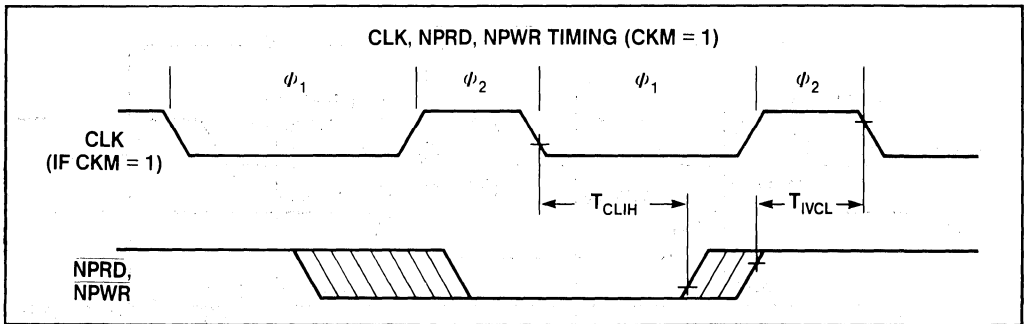 CLK, NPRD, NPWR TIMING (CKM = 1)
ϕ1 ϕ2 ϕ1 ϕ2
CLK
(IF CKM = 1)
TCLIH TIVCL
NPRD,
NPWR